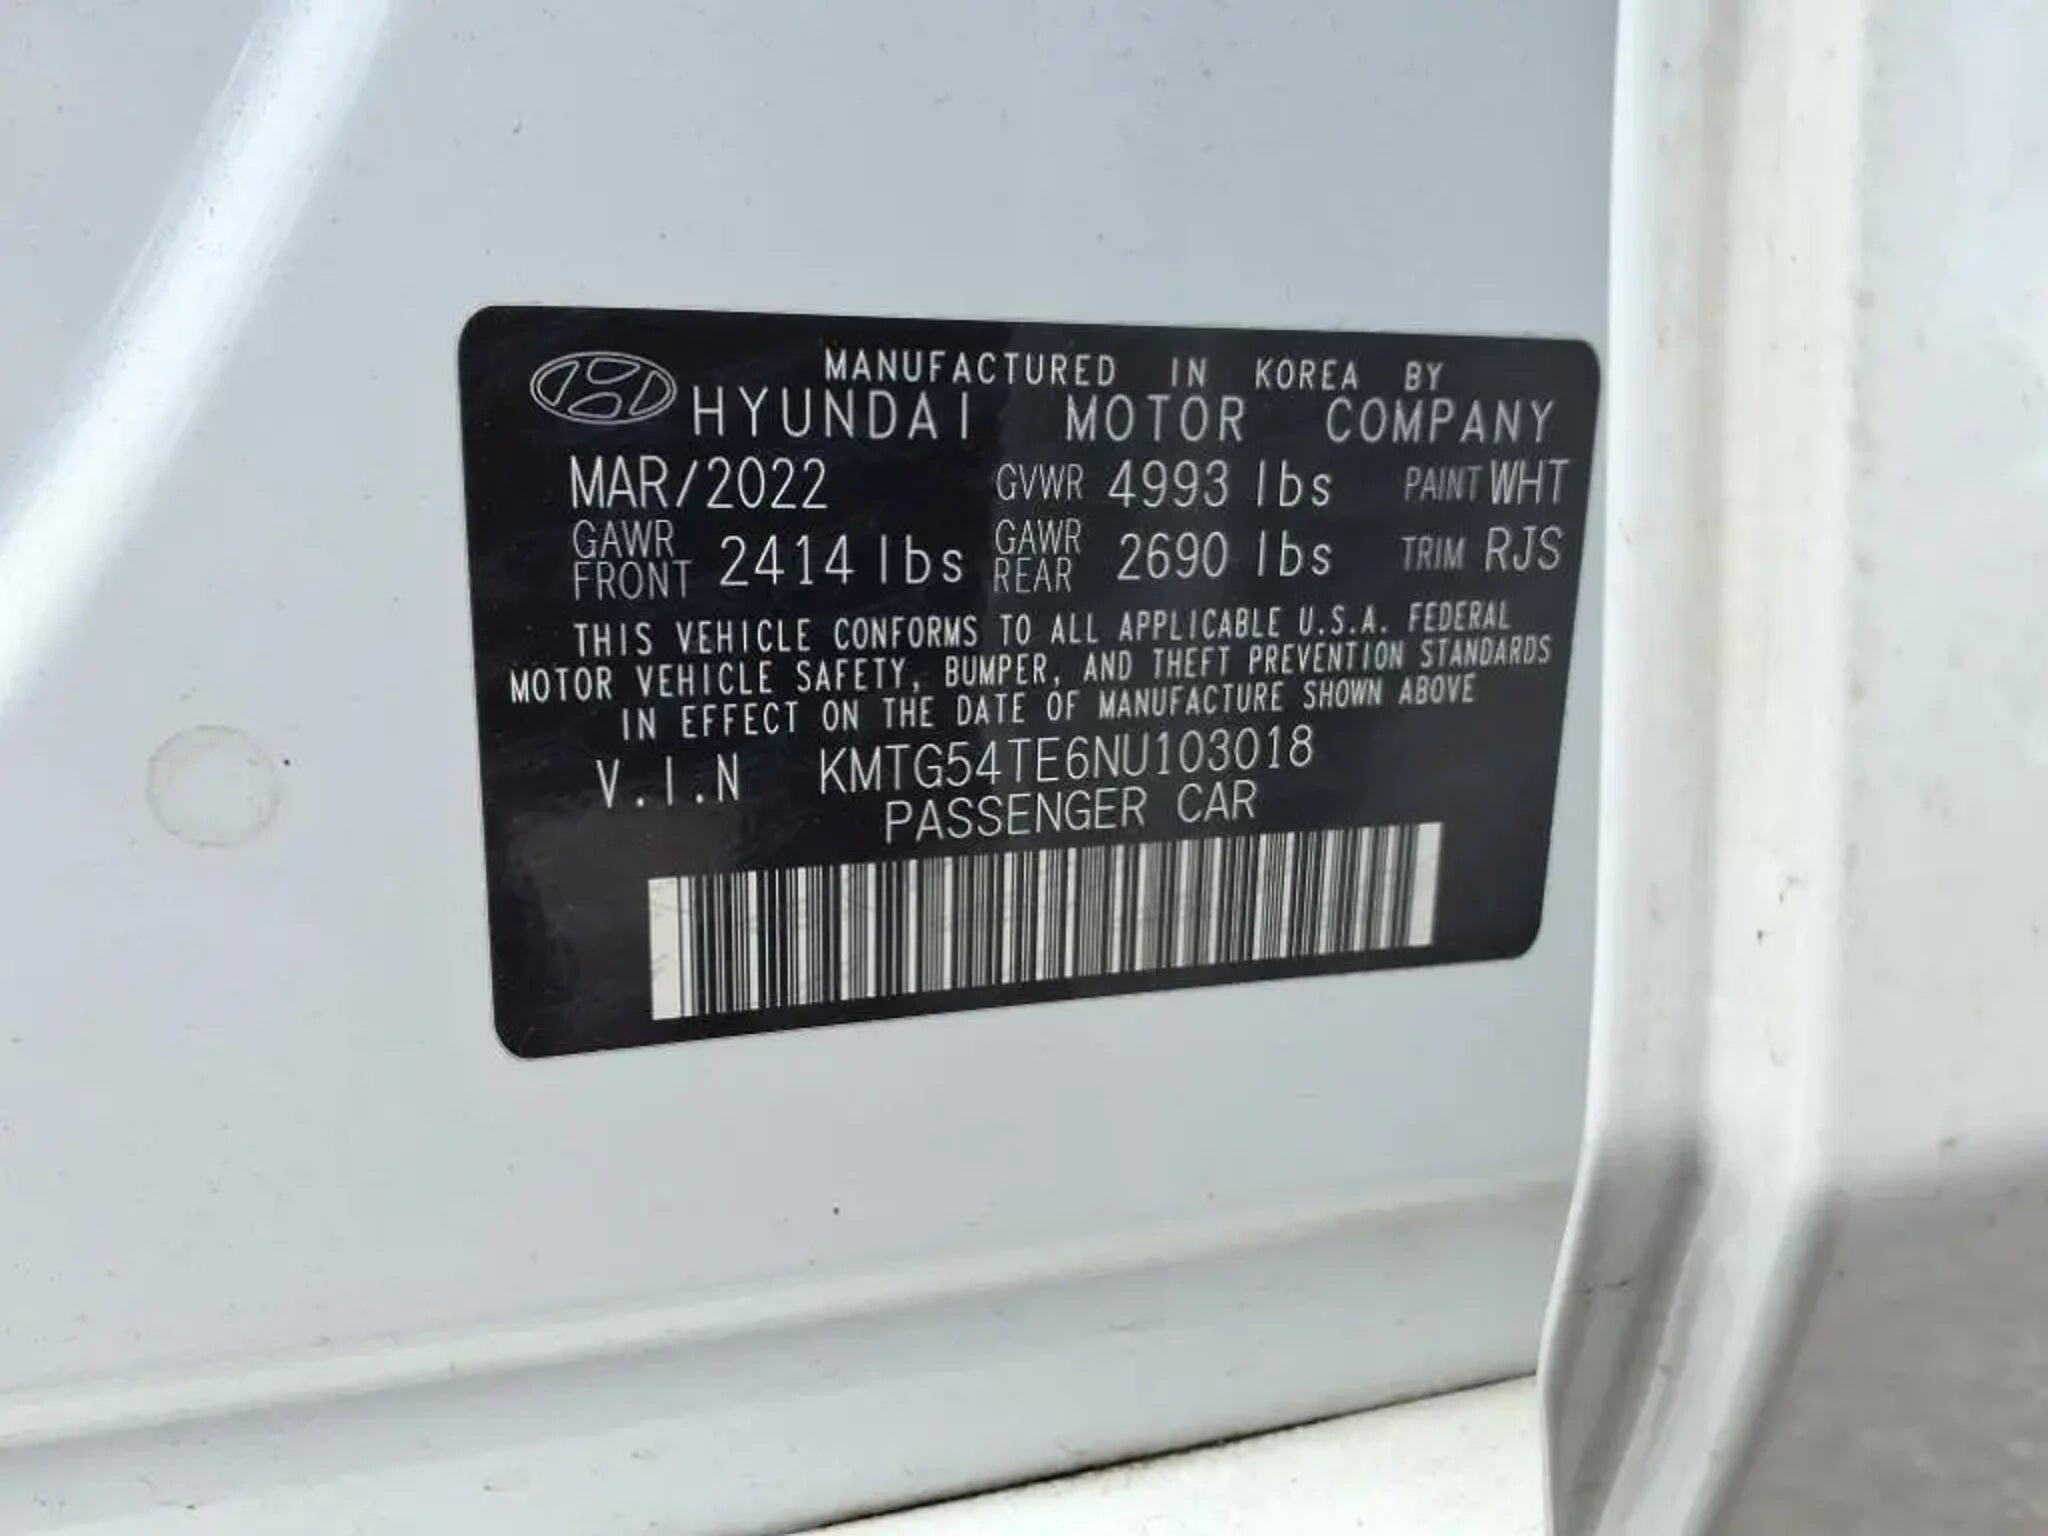 MANUFACTURED IN KOREA BY
HYUNDAI MOTOR COMPANY
MAR/2022 GVWR 4993 lbs PAINT WHT
GAWR FRONT 2414 lbs GAWR REAR 2690 lbs TRIM RJS
THIS VEHICLE CONFORMS TO ALL APPLICABLE U.S.A. FEDERAL
MOTOR VEHICLE SAFETY, BUMPER, AND THEFT PREVENTION STANDARDS
IN EFFECT ON THE DATE OF MANUFACTURE SHOWN ABOVE
V.I.N KMTG54TE6NU103018
PASSENGER CAR